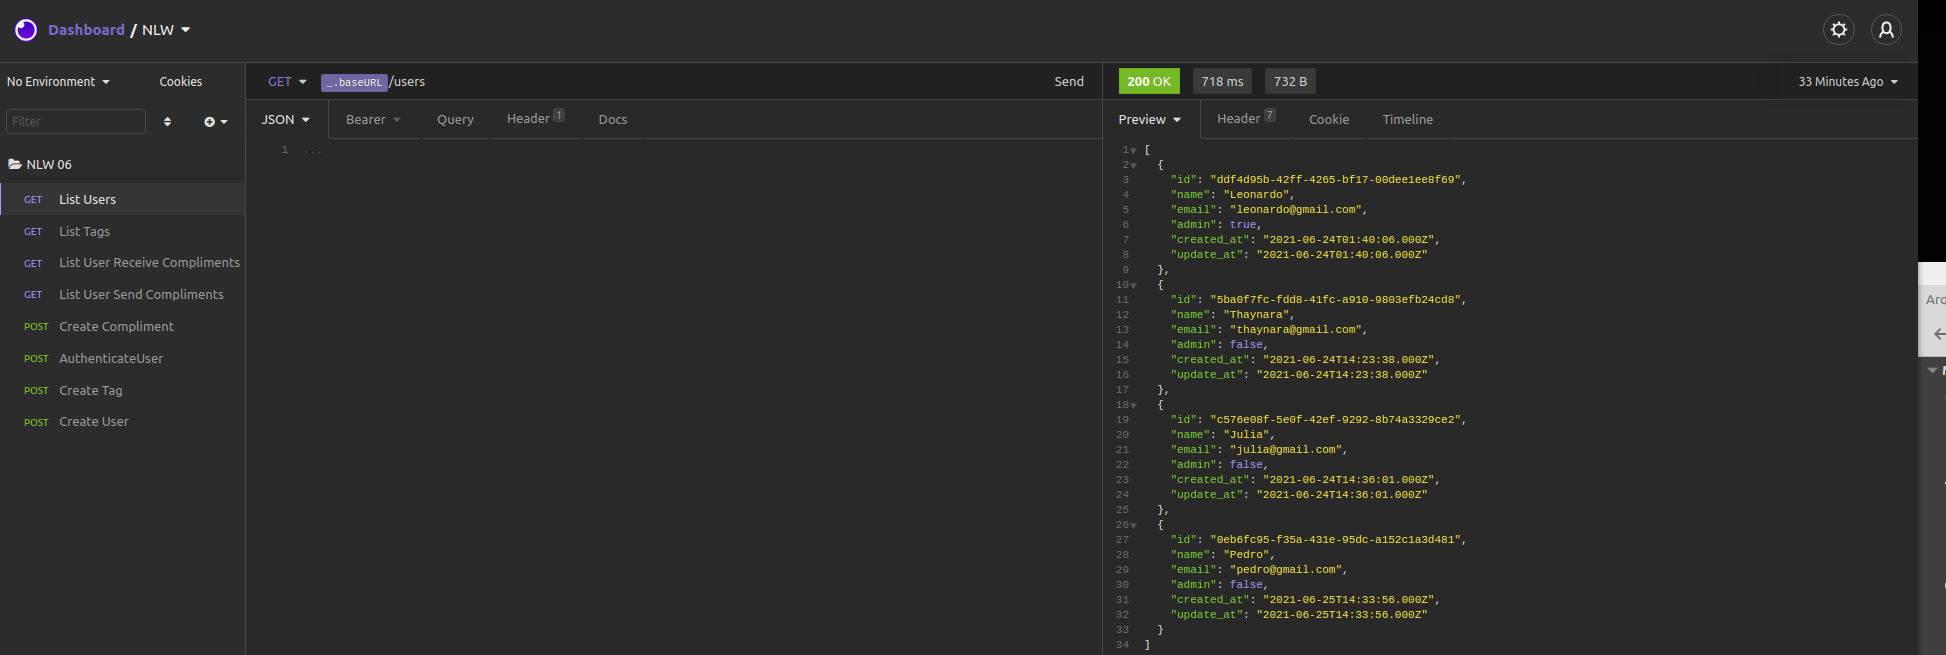 Dashboard / NLW
No Environment
Cookies
Filter
NLW 06
GET List Users
GET List Tags
GET List User Receive Compliments
GET List User Send Compliments
POST Create Compliment
POST AuthenticateUser
POST Create Tag
POST Create User
GET _.baseURL/users
Send
JSON
Bearer
Query
Header 1
Docs
1 ...
200 OK
718 ms
732 B
33 Minutes Ago
Preview
Header 7
Cookie
Timeline
1 [
2 {
3 "id": "ddf4d95b-42ff-4265-bf17-00dee1ee8f69",
4 "name": "Leonardo",
5 "email": "leonardo@gmail.com",
6 "admin": true,
7 "created_at": "2021-06-24T01:40:06.000Z",
8 "update_at": "2021-06-24T01:40:06.000Z"
9 },
10 {
11 "id": "5ba0f7fc-fdd8-41fc-a910-9803efb24cd8",
12 "name": "Thaynara",
13 "email": "thaynara@gmail.com",
14 "admin": false,
15 "created_at": "2021-06-24T14:23:38.000Z",
16 "update_at": "2021-06-24T14:23:38.000Z"
17 },
18 {
19 "id": "c576e08f-5e0f-42ef-9292-8b74a3329ce2",
20 "name": "Julia",
21 "email": "julia@gmail.com",
22 "admin": false,
23 "created_at": "2021-06-24T14:36:01.000Z",
24 "update_at": "2021-06-24T14:36:01.000Z"
25 },
26 {
27 "id": "0eb6fc95-f35a-431e-95dc-a152c1a3d481",
28 "name": "Pedro",
29 "email": "pedro@gmail.com",
30 "admin": false,
31 "created_at": "2021-06-25T14:33:56.000Z",
32 "update_at": "2021-06-25T14:33:56.000Z"
33 }
34 ]
Arq